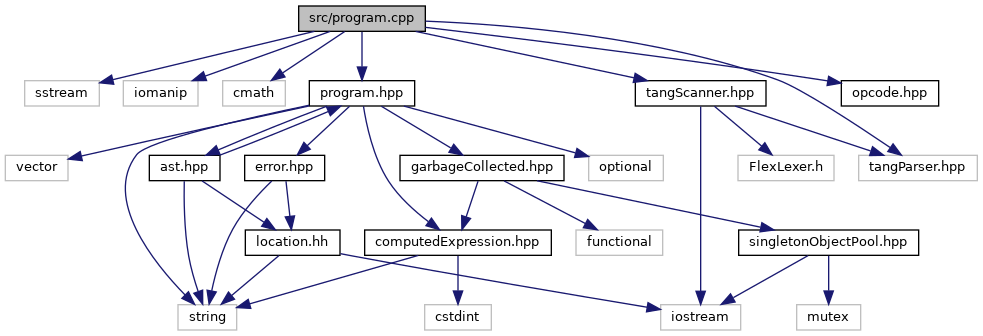 src/program.cpp
sstream
iomanip
cmath
program.hpp
tangScanner.hpp
opcode.hpp
vector
ast.hpp
error.hpp
garbageCollected.hpp
optional
FlexLexer.h
tangParser.hpp
location.hh
computedExpression.hpp
functional
singletonObjectPool.hpp
string
cstdint
iostream
mutex